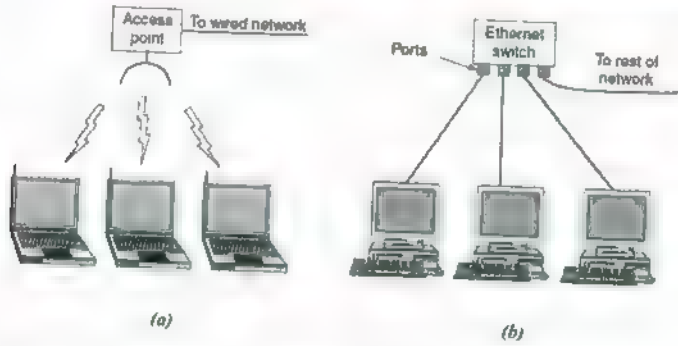 Access
point
To wired network
(a)
Ports
Ethernet
switch
To rest of
network
(b)